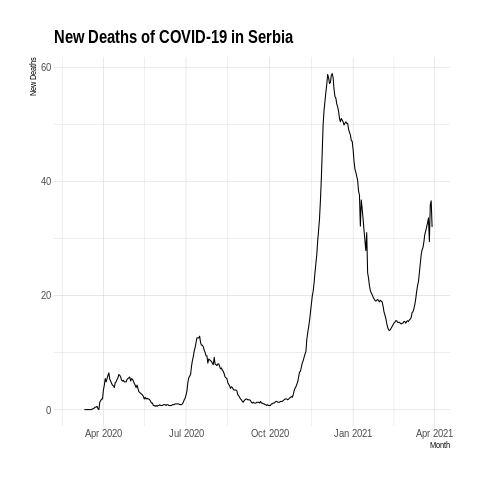 New Deaths of COVID-19 in Serbia
New Deaths
60
40
20
0
Apr 2020 Jul 2020 Oct 2020 Jan 2021 Apr 2021
Month